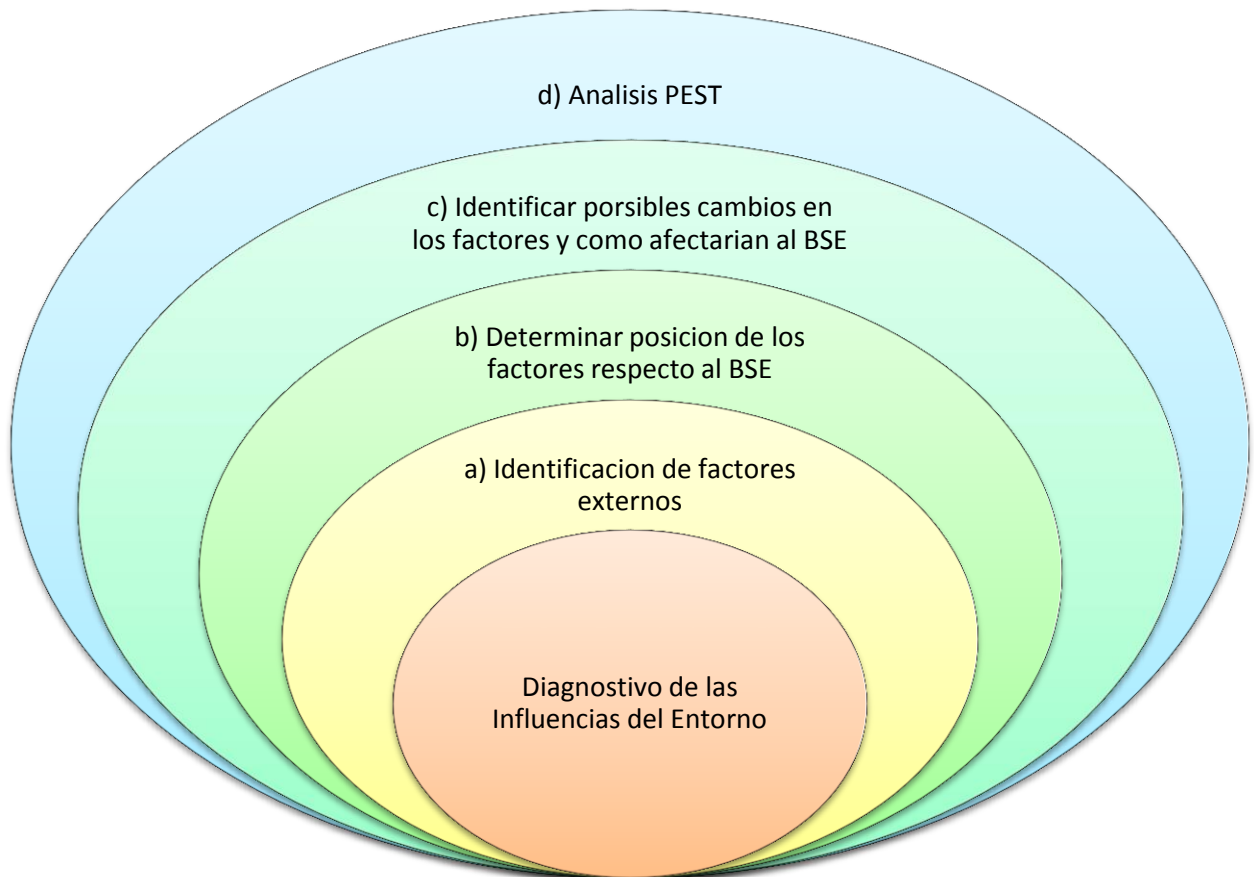 d) Analisis PEST
c) Identificar porsibles cambios en
los factores y como afectarian al BSE
b) Determinar posicion de los
factores respecto al BSE
a) Identificacion de factores
externos
Diagnostivo de las
Influencias del Entorno